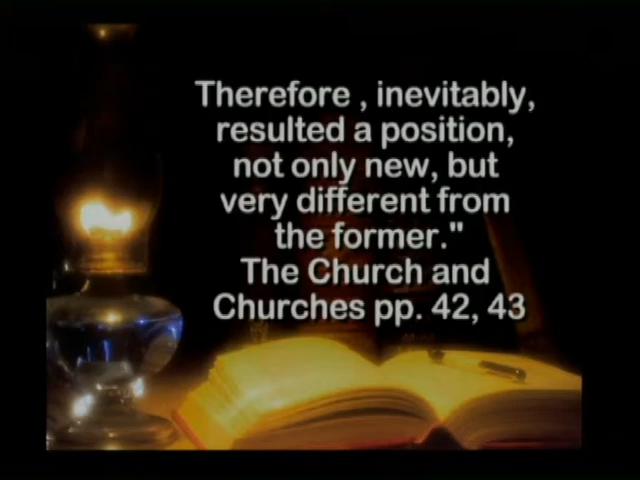 Therefore , inevitably,
resulted a position,
not only new, but
very different from
the former."
The Church and
Churches pp. 42, 43